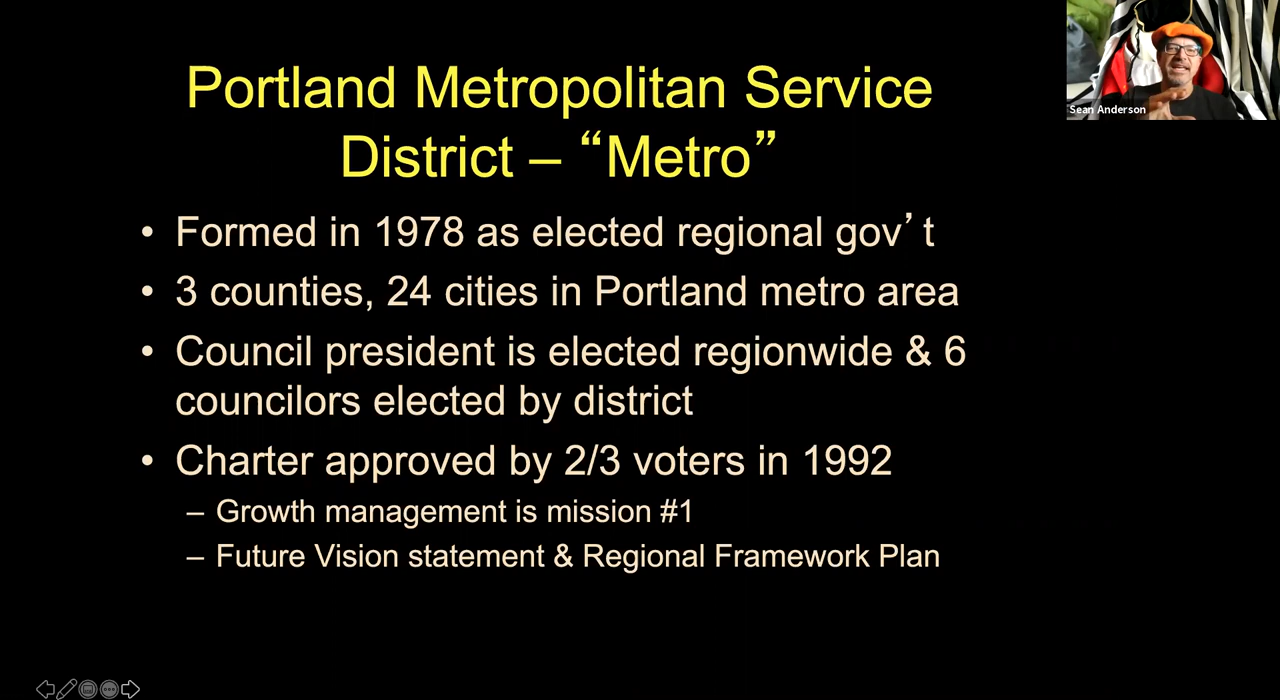 Portland Metropolitan Service
District – “Metro”
• Formed in 1978 as elected regional gov’ t
• 3 counties, 24 cities in Portland metro area
• Council president is elected regionwide & 6
councilors elected by district
• Charter approved by 2/3 voters in 1992
– Growth management is mission #1
– Future Vision statement & Regional Framework Plan
Sean Anderson